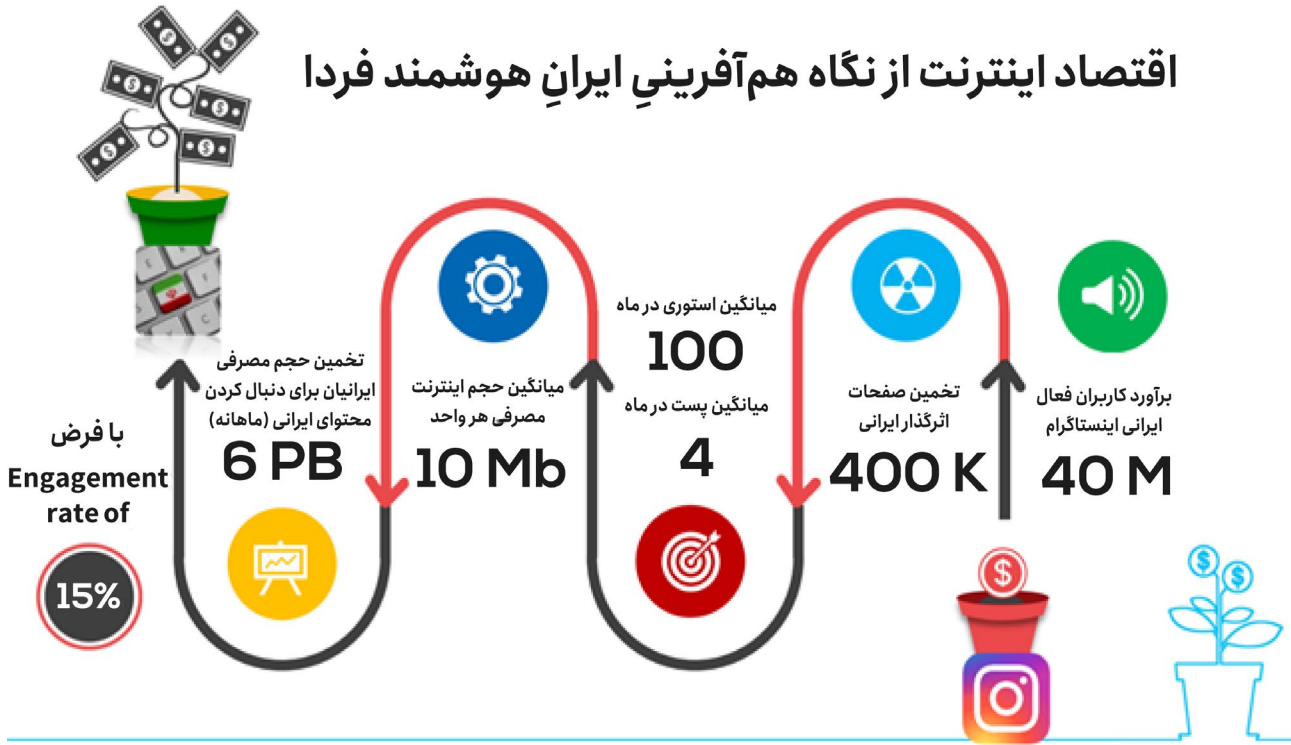 اقتصاد اینترنت از نگاه هم‌آفرینیِ ایرانِ هوشمند فردا
برآورد کاربران فعال
ایرانی اینستاگرام
40 M
تخمین صفحات
اثرگذار ایرانی
400 K
میانگین استوری در ماه
100
میانگین پست در ماه
4
میانگین حجم اینترنت
مصرفی هر واحد
10 Mb
تخمین حجم مصرفی
ایرانیان برای دنبال کردن
محتوای ایرانی (ماهانه)
6 PB
با فرض
Engagement
rate of
15%